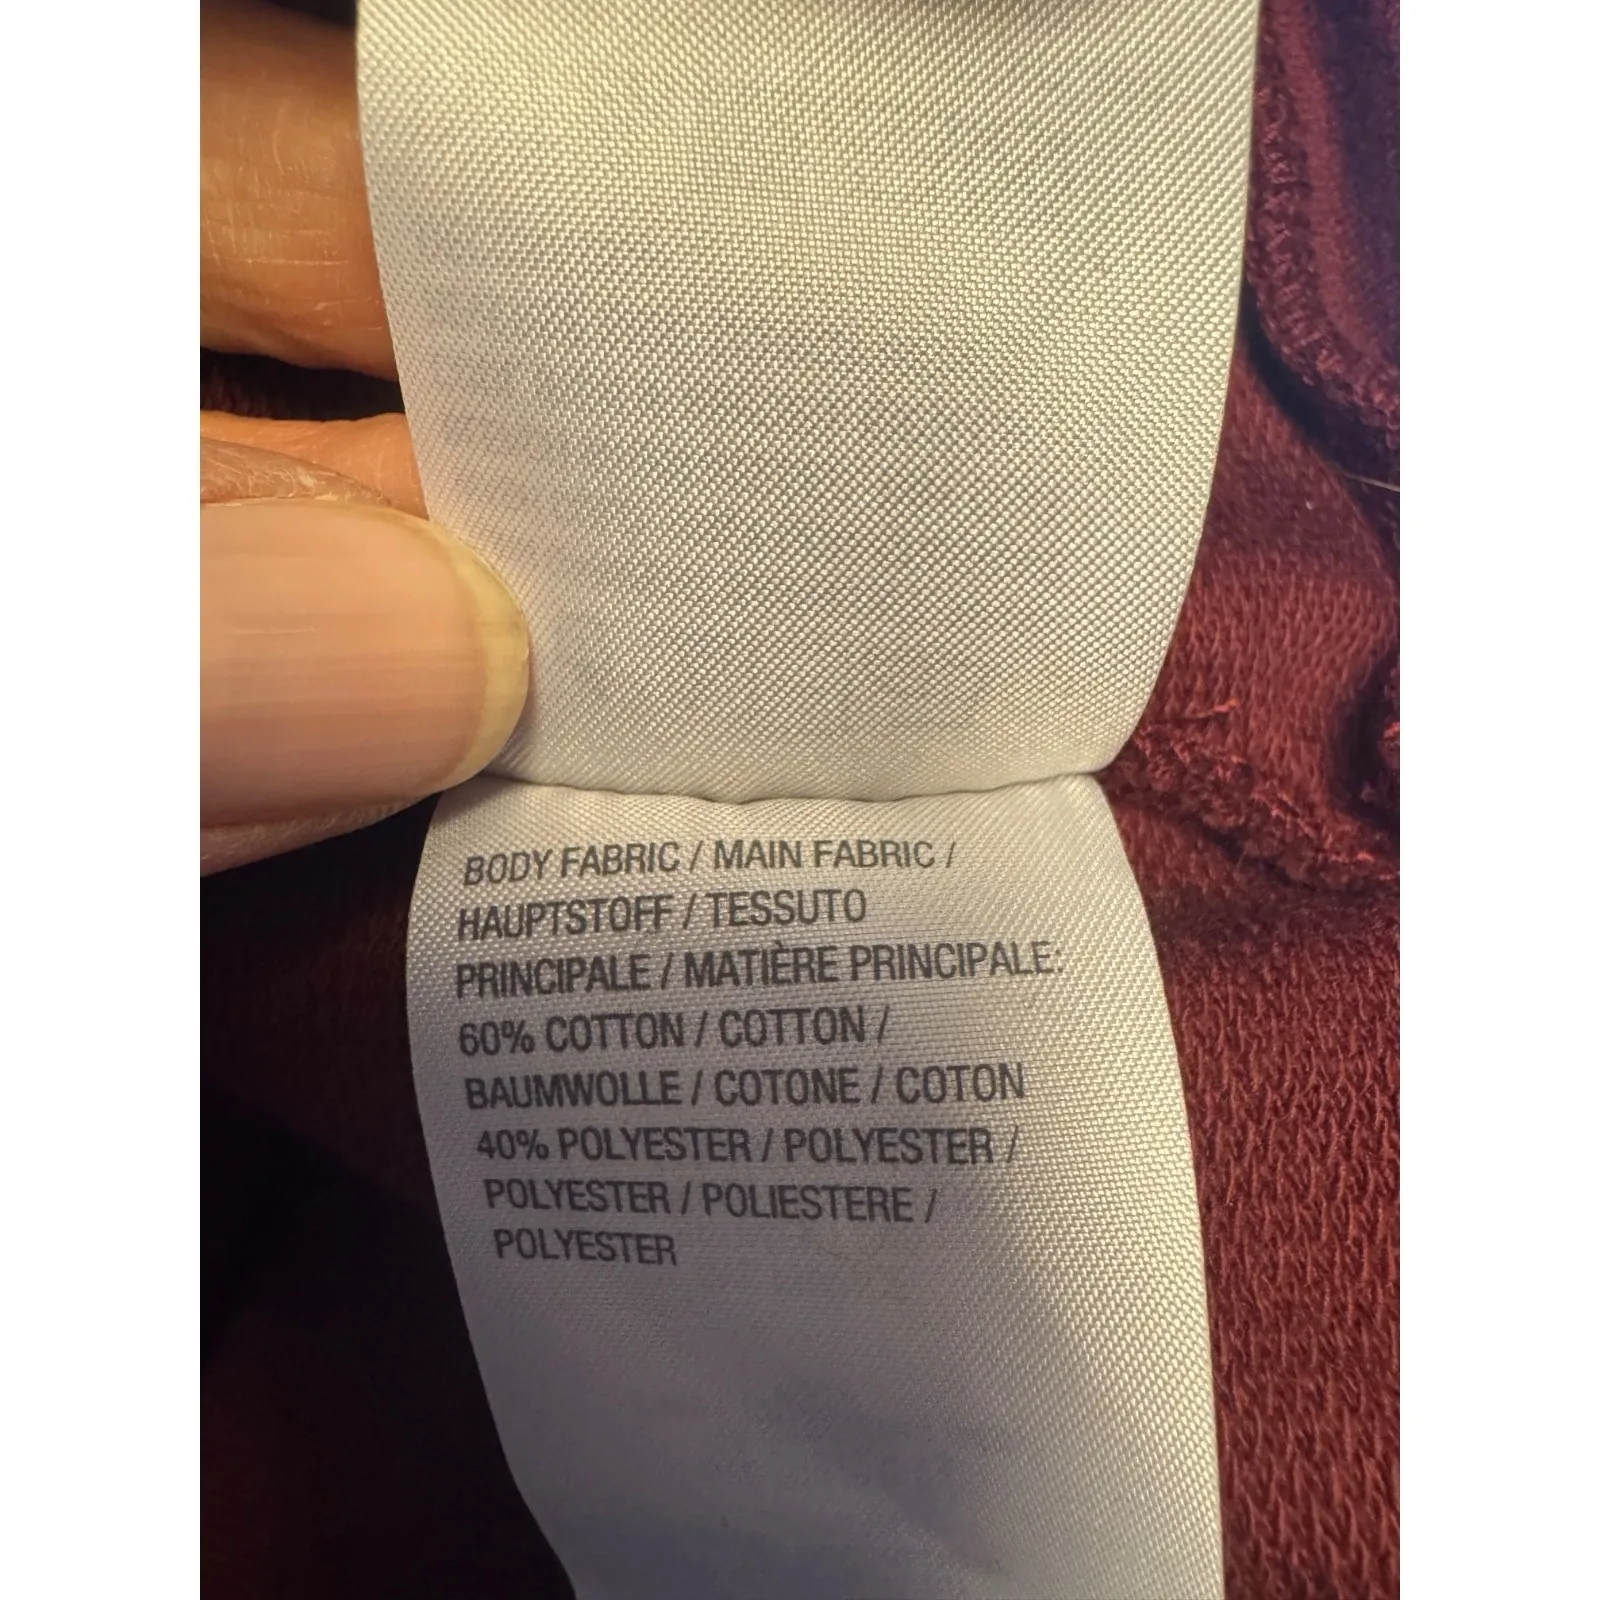 BODY FABRIC / MAIN FABRIC /
HAUPTSTOFF / TESSUTO
PRINCIPALE / MATIÈRE PRINCIPALE:
60% COTTON / COTTON /
BAUMWOLLE / COTONE / COTON
40% POLYESTER / POLYESTER /
POLYESTER / POLIESTERE /
POLYESTER